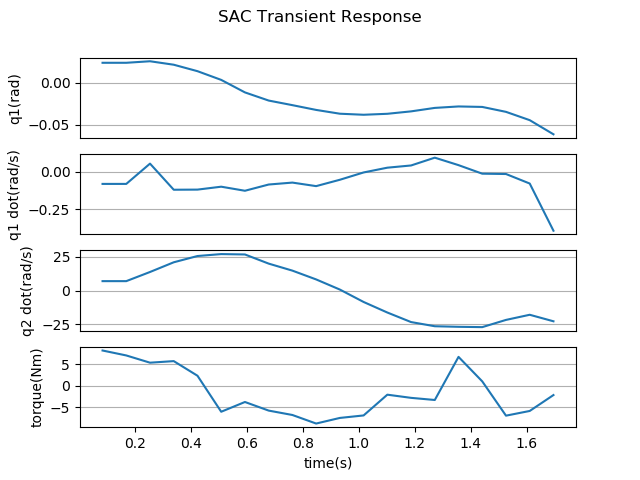 SAC Transient Response
q1(rad)
0.00
−0.05
q1 dot(rad/s)
0.00
−0.25
q2 dot(rad/s)
25
0
−25
torque(Nm)
5
0
−5
0.2 0.4 0.6 0.8 1.0 1.2 1.4 1.6
time(s)